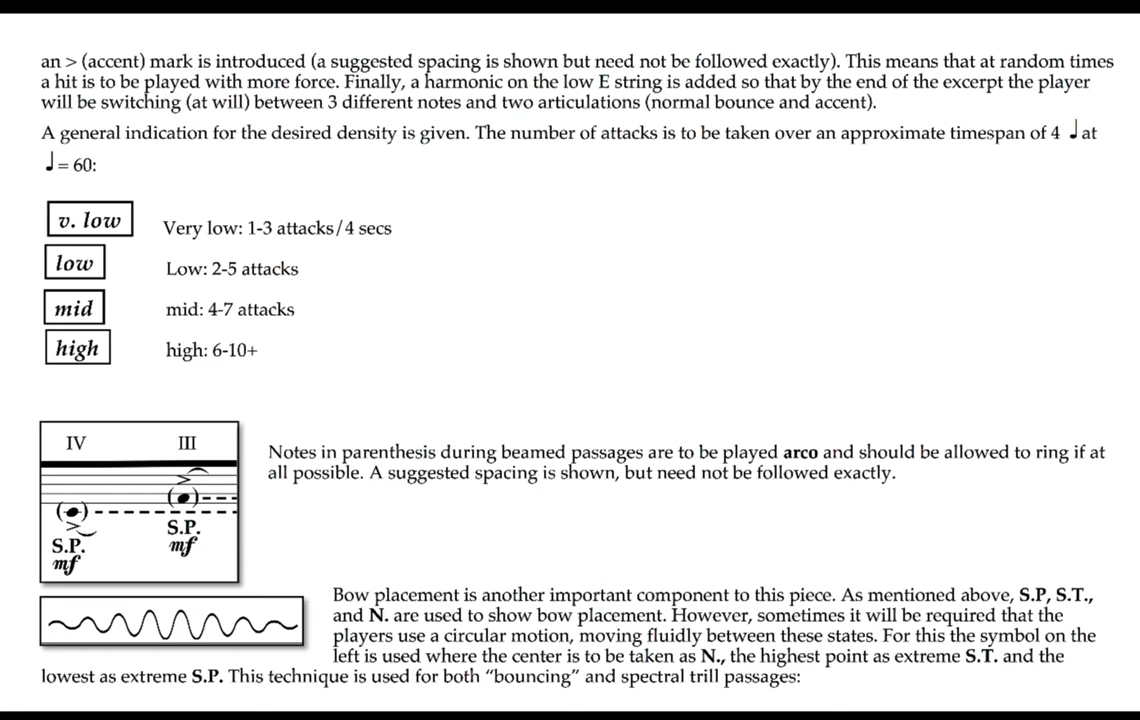 an > (accent) mark is introduced (a suggested spacing is shown but need not be followed exactly). This means that at random times
a hit is to be played with more force. Finally, a harmonic on the low E string is added so that by the end of the excerpt the player
will be switching (at will) between 3 different notes and two articulations (normal bounce and accent).
A general indication for the desired density is given. The number of attacks is to be taken over an approximate timespan of 4 ♩ at
♩ = 60:
v. low Very low: 1-3 attacks/4 secs
low Low: 2-5 attacks
mid mid: 4-7 attacks
high high: 6-10+
IV III
S.P.
mf
S.P.
mf
Notes in parenthesis during beamed passages are to be played arco and should be allowed to ring if at
all possible. A suggested spacing is shown, but need not be followed exactly.
Bow placement is another important component to this piece. As mentioned above, S.P, S.T.,
and N. are used to show bow placement. However, sometimes it will be required that the
players use a circular motion, moving fluidly between these states. For this the symbol on the
left is used where the center is to be taken as N., the highest point as extreme S.T. and the
lowest as extreme S.P. This technique is used for both “bouncing” and spectral trill passages: